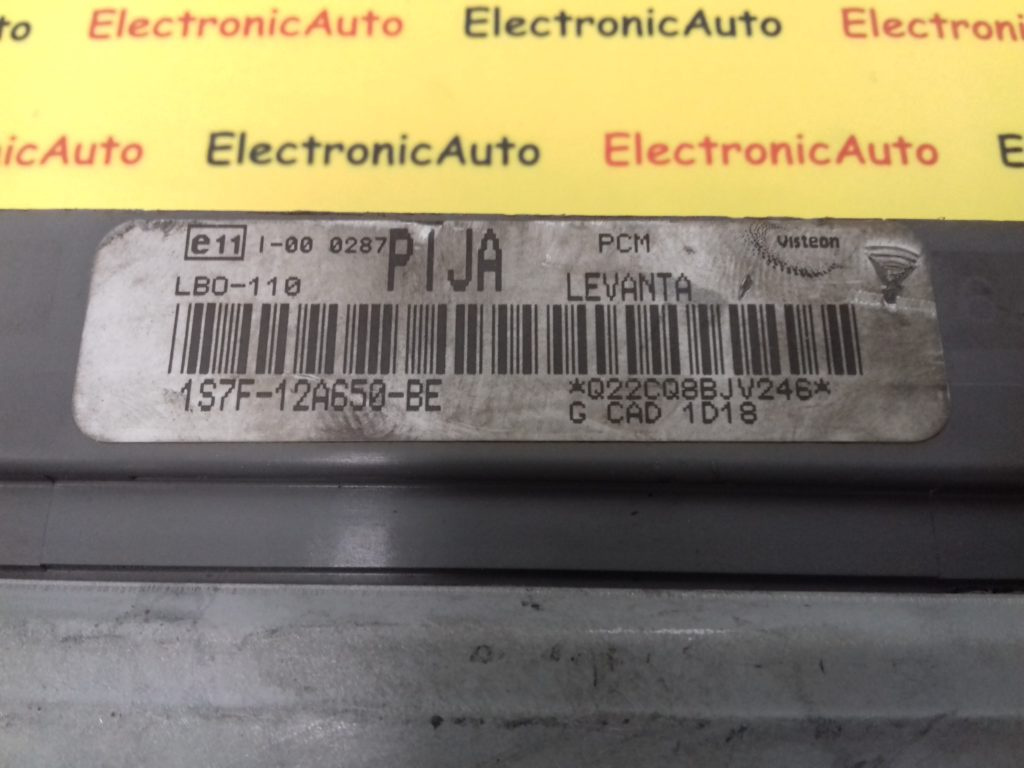 ElectronicAuto ElectronicAuto Electroni
icAuto ElectronicAuto ElectronicAuto E
e11 I-00 0287 PIJA PCM Visteon
LBO-110 LEVANTA
1S7F-12A650-BE *Q22CQ8BJV246*
G CAD 1D18